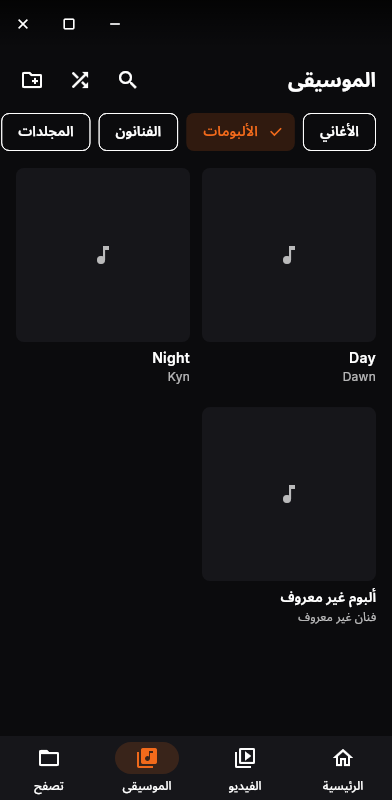 الموسيقى
الأغاني
الألبومات
الفنانون
المجلدات
Day
Dawn
Night
Kyn
ألبوم غير معروف
فنان غير معروف
الرئيسية
الفيديو
الموسيقى
تصفح